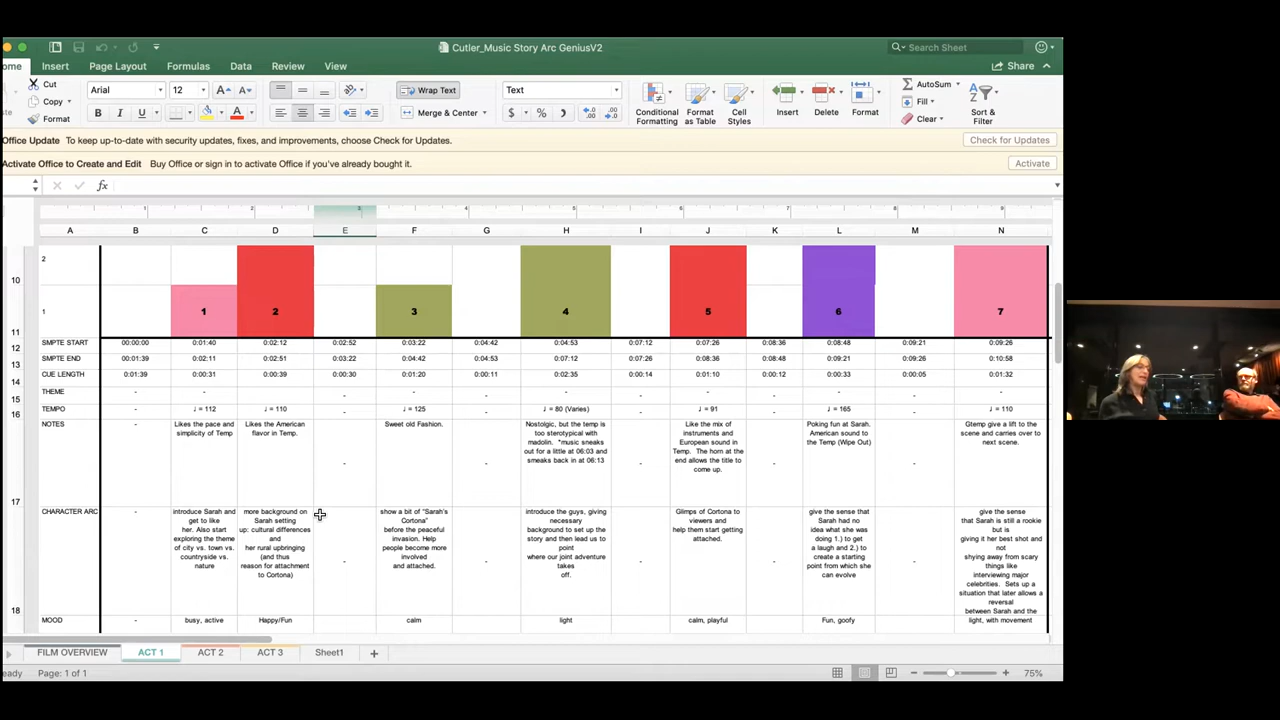 Cutler_Music Story Arc GeniusV2
Search Sheet
ome Insert Page Layout Formulas Data Review View Share
Cut
Copy
Format
Arial 12
Wrap Text
Merge & Center
Text
Conditional Formatting
Format as Table
Cell Styles
Insert
Delete
Format
AutoSum
Fill
Clear
Sort & Filter
Office Update To keep up-to-date with security updates, fixes, and improvements, choose Check for Updates. Check for Updates
Activate Office to Create and Edit Buy Office or sign in to activate Office if you've already bought it. Activate
fx
A B C D E F G H I J K L M N
10 2
11 1 1 2 3 4 5 6 7
12 SMPTE START 00:00:00 0:01:40 0:02:12 0:02:52 0:03:22 0:04:42 0:04:53 0:07:12 0:07:26 0:08:36 0:08:48 0:09:21 0:09:26
13 SMPTE END 00:01:39 0:02:11 0:02:51 0:03:22 0:04:42 0:04:53 0:07:12 0:07:26 0:08:36 0:08:48 0:09:21 0:09:26 0:10:58
14 CUE LENGTH 0:01:39 0:00:31 0:00:39 0:00:30 0:01:20 0:00:11 0:02:35 0:00:14 0:01:10 0:00:12 0:00:33 0:00:05 0:01:32
15 THEME - - - - - - - - - - - - -
16 TEMPO - ♩ = 112 ♩ = 110 - ♩ = 125 - ♩ = 80 (Varies) - ♩ = 91 - ♩ = 165 - ♩ = 110
17 NOTES
Likes the pace and
simplicity of Temp
Likes the American
flavor in Temp.
-
Sweet old Fashion.
-
Nostolgic, but the temp is
too sterotypical with
madolin. *music sneaks
out for a little at 06:03 and
smeaks back in at 06:13
-
Like the mix of
instruments and
European sound in
Temp. The horn at the
end allows the title to
come up.
-
Poking fun at Sarah.
American sound to
the Temp (Wipe Out)
-
Gtemp give a lift to the
scene and carries over to
next scene.
18 CHARACTER ARC
-
introduce Sarah and
get to like
her. Also start
exploring the theme
of city vs. town vs.
countryside vs.
nature
more background on
Sarah setting
up: cultural differences
and
her rural upbringing
(and thus
reason for attachment
to Cortona)
-
show a bit of "Sarah's
Cortona"
before the peaceful
invasion. Help
people become more
involved
and attached.
-
introduce the guys, giving
necessary
background to set up the
story and then lead us to
point
where our joint adventure
takes
off.
-
Glimps of Cortona to
viewers and
help them start getting
attached.
-
give the sense that
Sarah had no
idea what she was
doing 1.) to get
a laugh and 2.) to
create a starting
point from which she
can evolve
-
give the sense
that Sarah is still a rookie
but is
giving it her best shot and
not
shying away from scary
things like
interviewing major
celebrities. Sets up a
situation that later allows a
reversal
between Sarah and the
MOOD - busy, active Happy/Fun calm light calm, playful Fun, goofy light, with movement
FILM OVERVIEW ACT 1 ACT 2 ACT 3 Sheet1 +
eady Page: 1 of 1 75%